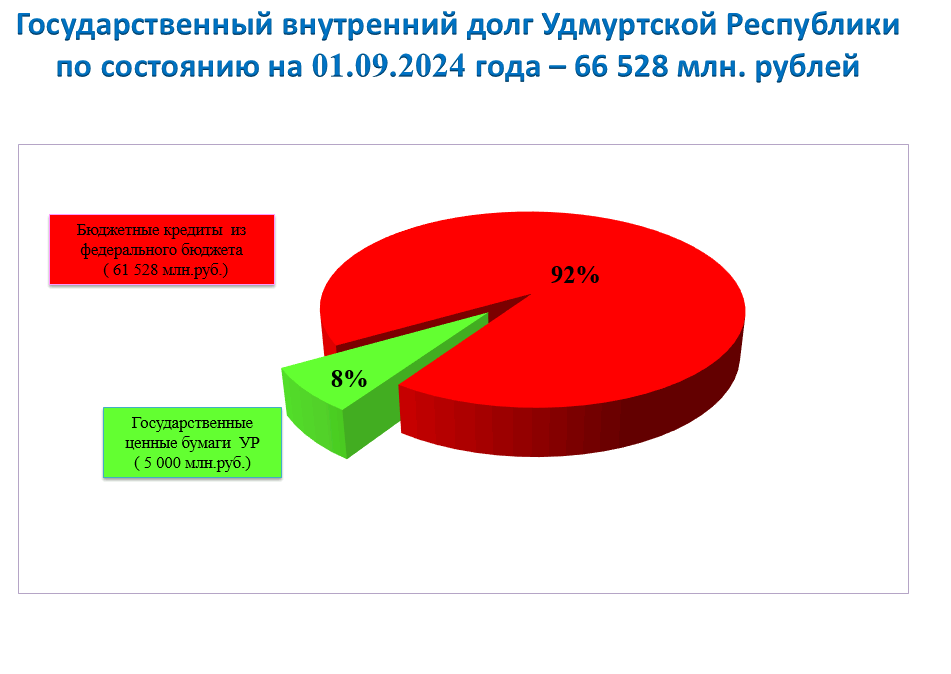 Государственный внутренний долг Удмуртской Республики
по состоянию на 01.09.2024 года – 66 528 млн. рублей
Бюджетные кредиты из
федерального бюджета
( 61 528 млн.руб.)
92%
8%
Государственные
ценные бумаги УР
( 5 000 млн.руб.)